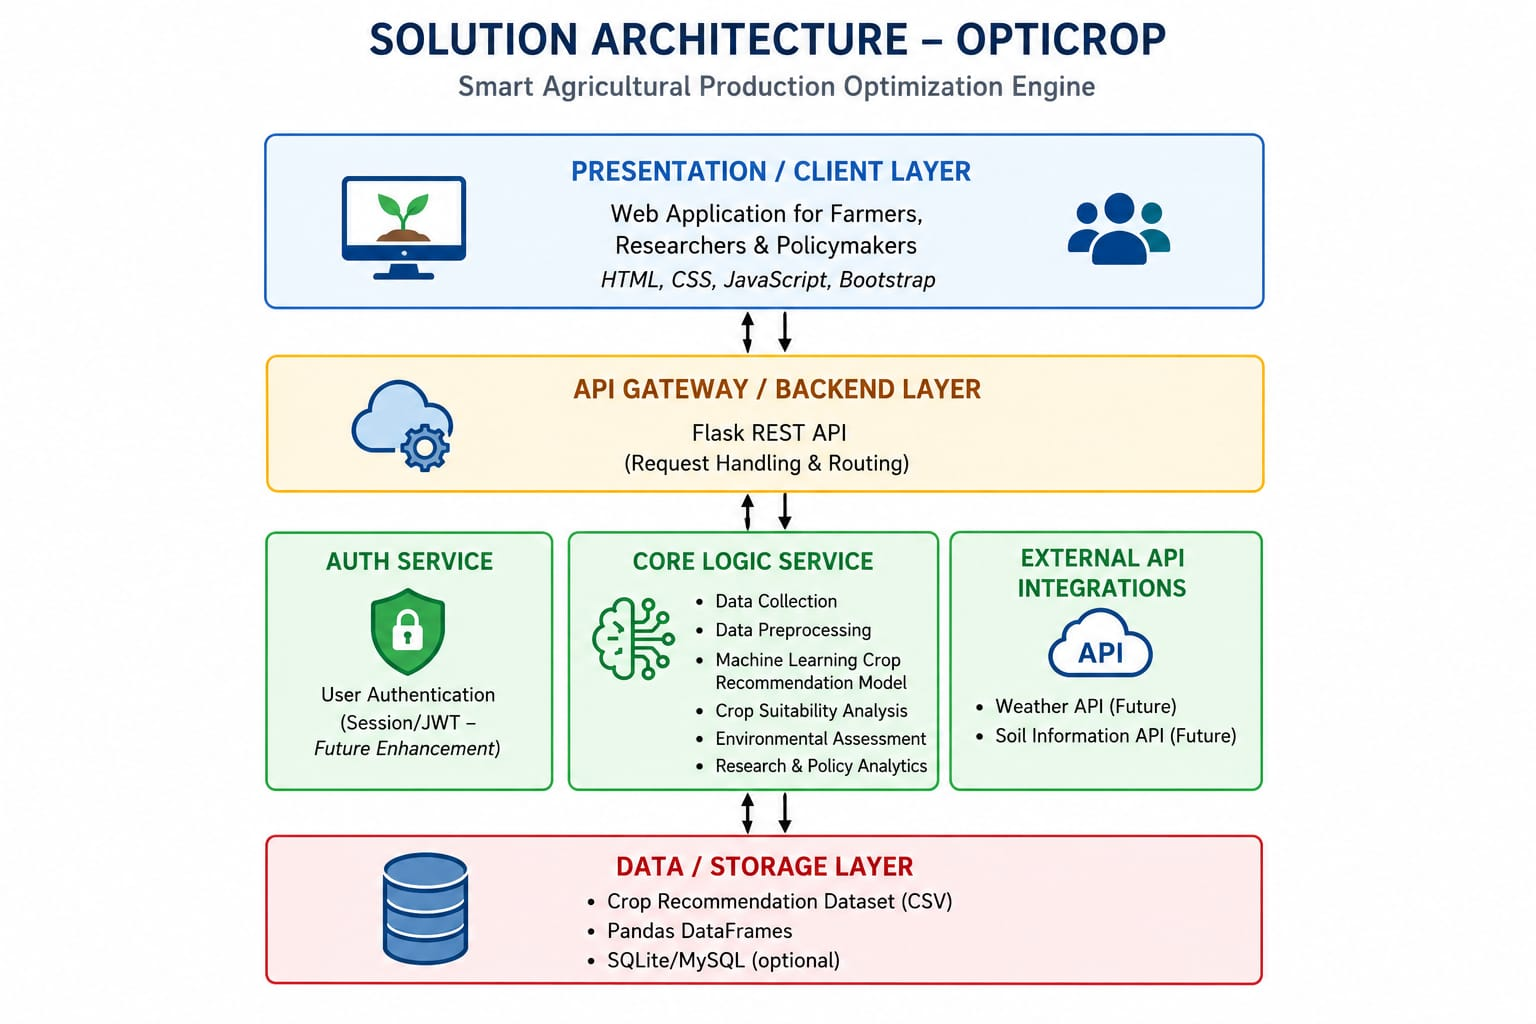 SOLUTION ARCHITECTURE – OPTICROP
Smart Agricultural Production Optimization Engine
PRESENTATION / CLIENT LAYER
Web Application for Farmers,
Researchers & Policymakers
HTML, CSS, JavaScript, Bootstrap
API GATEWAY / BACKEND LAYER
Flask REST API
(Request Handling & Routing)
AUTH SERVICE
User Authentication
(Session/JWT –
Future Enhancement)
CORE LOGIC SERVICE
• Data Collection
• Data Preprocessing
• Machine Learning Crop
Recommendation Model
• Crop Suitability Analysis
• Environmental Assessment
• Research & Policy Analytics
EXTERNAL API
INTEGRATIONS
API
• Weather API (Future)
• Soil Information API (Future)
DATA / STORAGE LAYER
• Crop Recommendation Dataset (CSV)
• Pandas DataFrames
• SQLite/MySQL (optional)